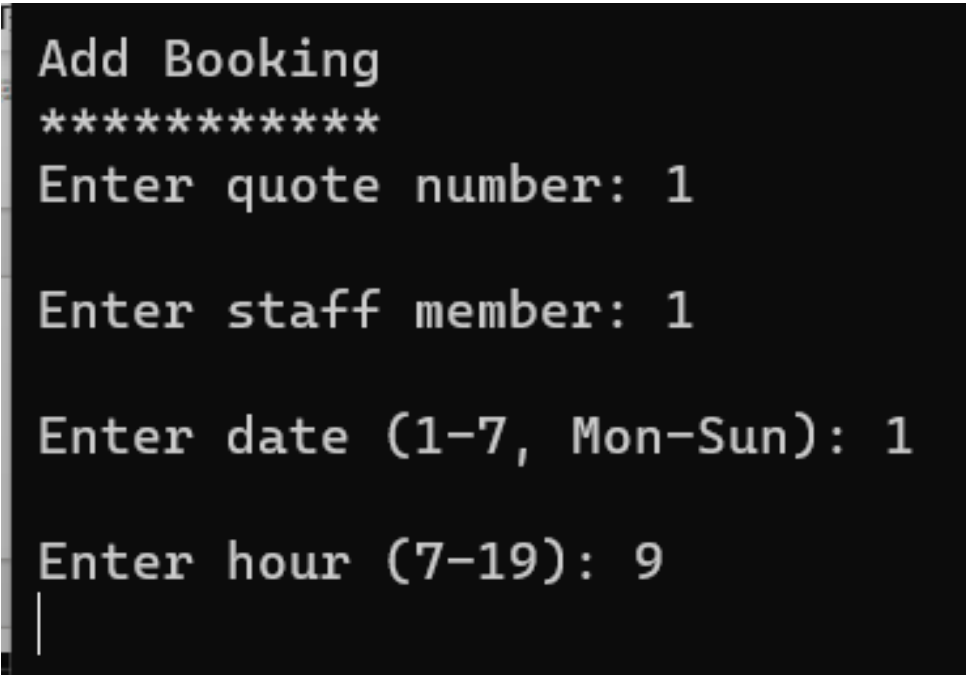 Add Booking
***********
Enter quote number: 1
Enter staff member: 1
Enter date (1-7, Mon-Sun): 1
Enter hour (7-19): 9